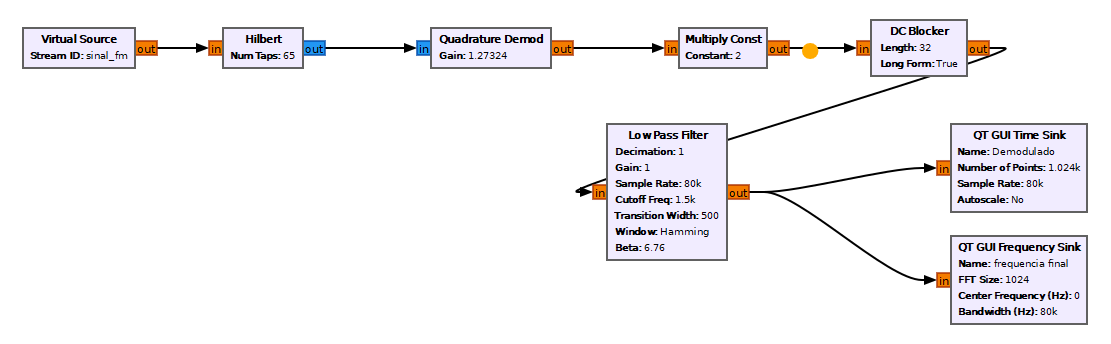 Virtual Source
Stream ID: sinal_fm
out
in
Hilbert
Num Taps: 65
out
in
Quadrature Demod
Gain: 1.27324
out
in
Multiply Const
Constant: 2
out
in
DC Blocker
Length: 32
Long Form: True
out
in
Low Pass Filter
Decimation: 1
Gain: 1
Sample Rate: 80k
Cutoff Freq: 1.5k
Transition Width: 500
Window: Hamming
Beta: 6.76
out
in
QT GUI Time Sink
Name: Demodulado
Number of Points: 1.024k
Sample Rate: 80k
Autoscale: No
in
QT GUI Frequency Sink
Name: frequencia final
FFT Size: 1024
Center Frequency (Hz): 0
Bandwidth (Hz): 80k